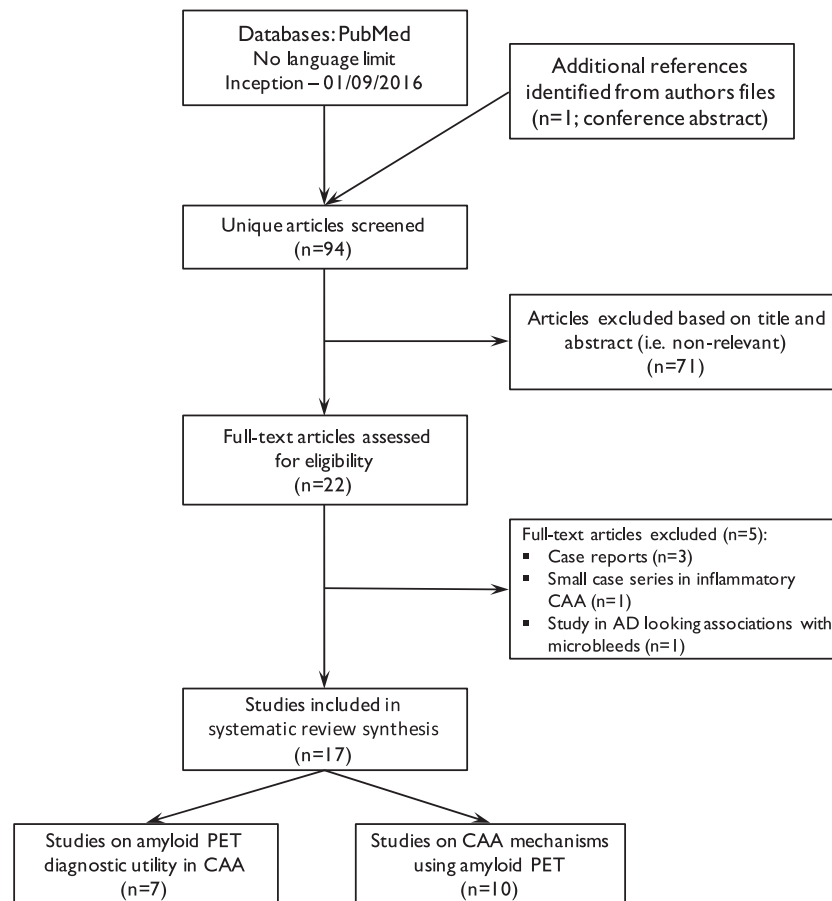 Databases: PubMed
No language limit
Inception – 01/09/2016
Additional references
identified from authors files
(n=1; conference abstract)
Unique articles screened
(n=94)
Articles excluded based on title and
abstract (i.e. non-relevant)
(n=71)
Full-text articles assessed
for eligibility
(n=22)
Full-text articles excluded (n=5):
▪ Case reports (n=3)
▪ Small case series in inflammatory
CAA (n=1)
▪ Study in AD looking associations with
microbleeds (n=1)
Studies included in
systematic review synthesis
(n=17)
Studies on amyloid PET
diagnostic utility in CAA
(n=7)
Studies on CAA mechanisms
using amyloid PET
(n=10)